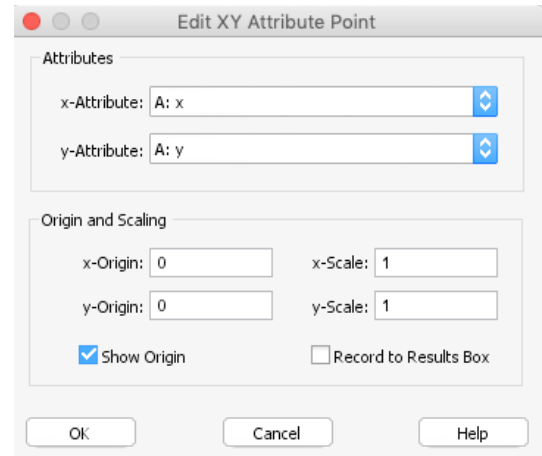 Edit XY Attribute Point
Attributes
x-Attribute: A: x
y-Attribute: A: y
Origin and Scaling
x-Origin: 0 x-Scale: 1
y-Origin: 0 y-Scale: 1
Show Origin Record to Results Box
OK Cancel Help